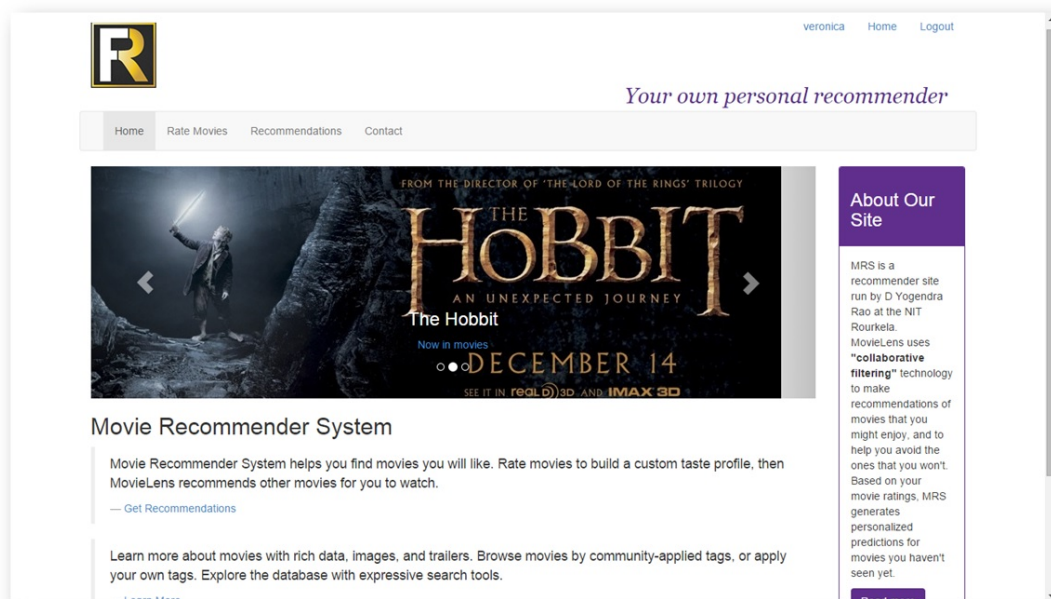 R
veronica Home Logout
Your own personal recommender
Home Rate Movies Recommendations Contact
FROM THE DIRECTOR OF 'THE LORD OF THE RINGS' TRILOGY
THE
HOBBIT
AN UNEXPECTED JOURNEY
The Hobbit
Now in movies
DECEMBER 14
SEE IT IN REAL D 3D AND IMAX 3D
Movie Recommender System
Movie Recommender System helps you find movies you will like. Rate movies to build a custom taste profile, then
MovieLens recommends other movies for you to watch.
— Get Recommendations
Learn more about movies with rich data, images, and trailers. Browse movies by community-applied tags, or apply
your own tags. Explore the database with expressive search tools.
— Learn More
About Our
Site
MRS is a
recommender site
run by D Yogendra
Rao at the NIT
Rourkela.
MovieLens uses
"collaborative
filtering" technology
to make
recommendations of
movies that you
might enjoy, and to
help you avoid the
ones that you won't.
Based on your
movie ratings, MRS
generates
personalized
predictions for
movies you haven't
seen yet.